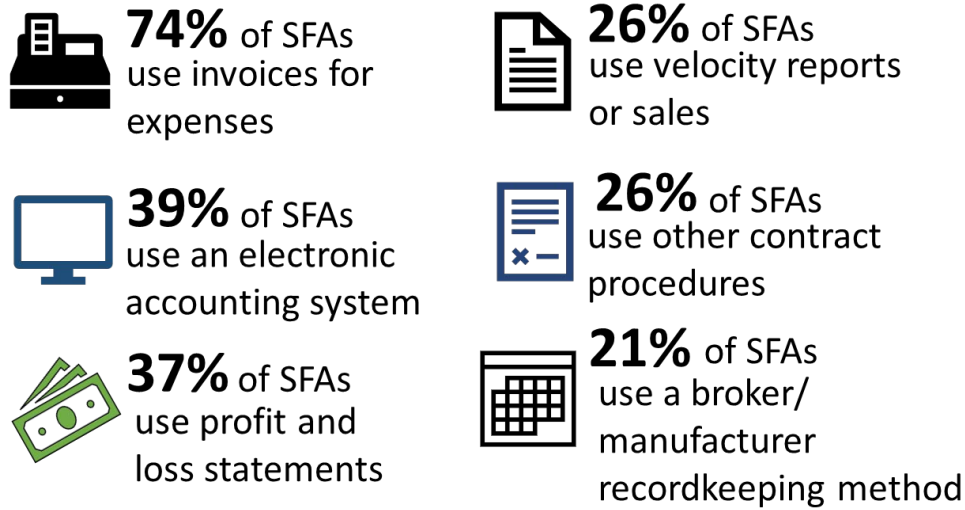 74% of SFAs
use invoices for
expenses
39% of SFAs
use an electronic
accounting system
37% of SFAs
use profit and
loss statements
26% of SFAs
use velocity reports
or sales
26% of SFAs
use other contract
procedures
21% of SFAs
use a broker/
manufacturer
recordkeeping method